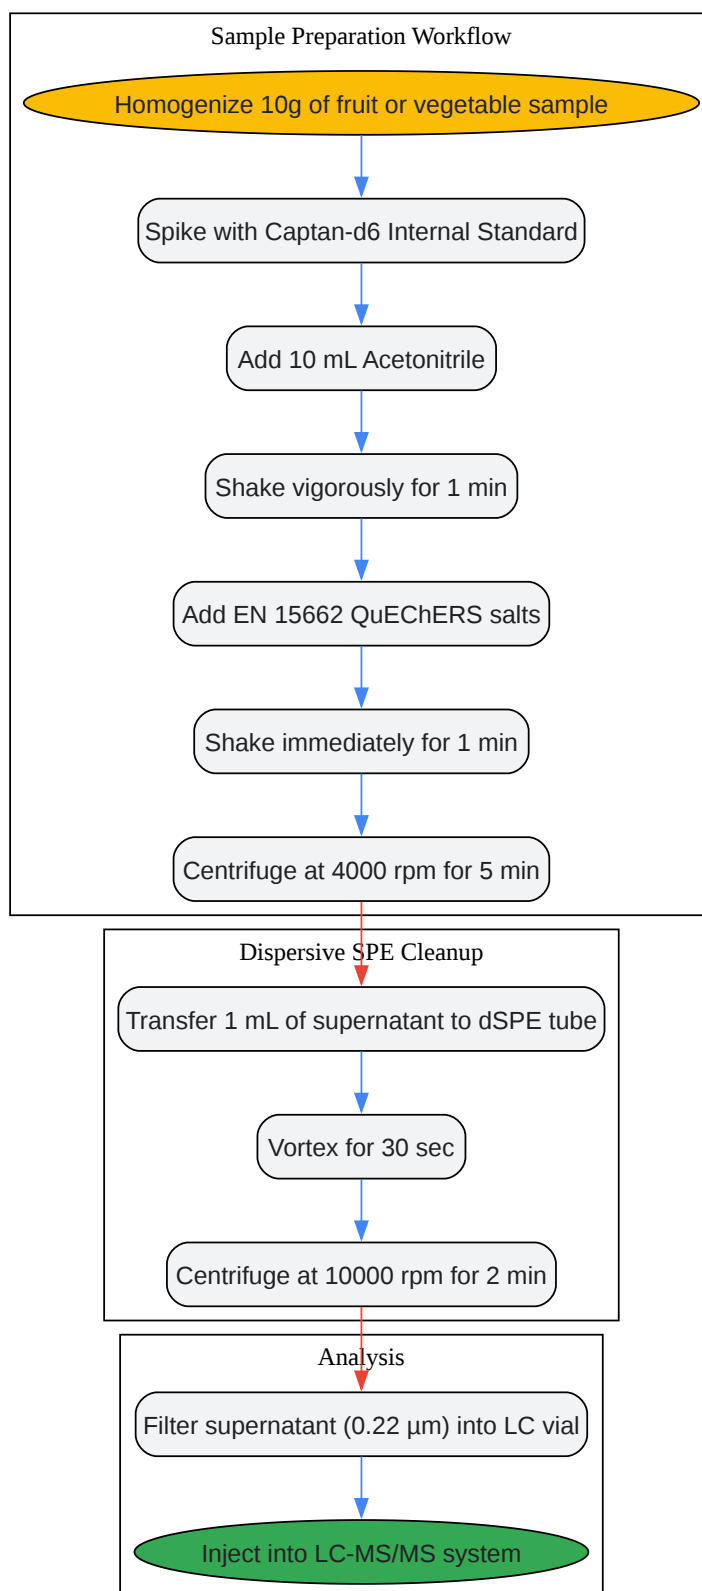 Sample Preparation Workflow
Homogenize 10g of fruit or vegetable sample
Spike with Captan-d6 Internal Standard
Add 10 mL Acetonitrile
Shake vigorously for 1 min
Add EN 15662 QuEChERS salts
Shake immediately for 1 min
Centrifuge at 4000 rpm for 5 min
Dispersive SPE Cleanup
Transfer 1 mL of supernatant to dSPE tube
Vortex for 30 sec
Centrifuge at 10000 rpm for 2 min
Analysis
Filter supernatant (0.22 µm) into LC vial
Inject into LC-MS/MS system